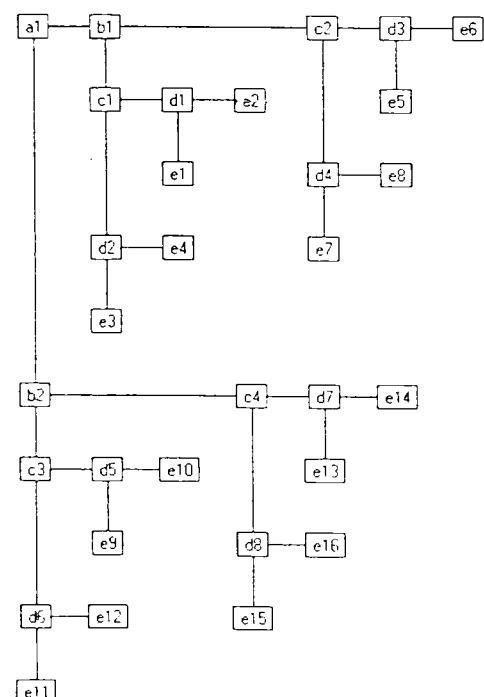 a1 b1 c2 d3 e6
c1 d1 e2 e5
e1 d4 e8
d2 e4 e7
e3
b2 c4 d7 e14
c3 d5 e10 e13
e9 d8 e16
d6 e12 e15
e11